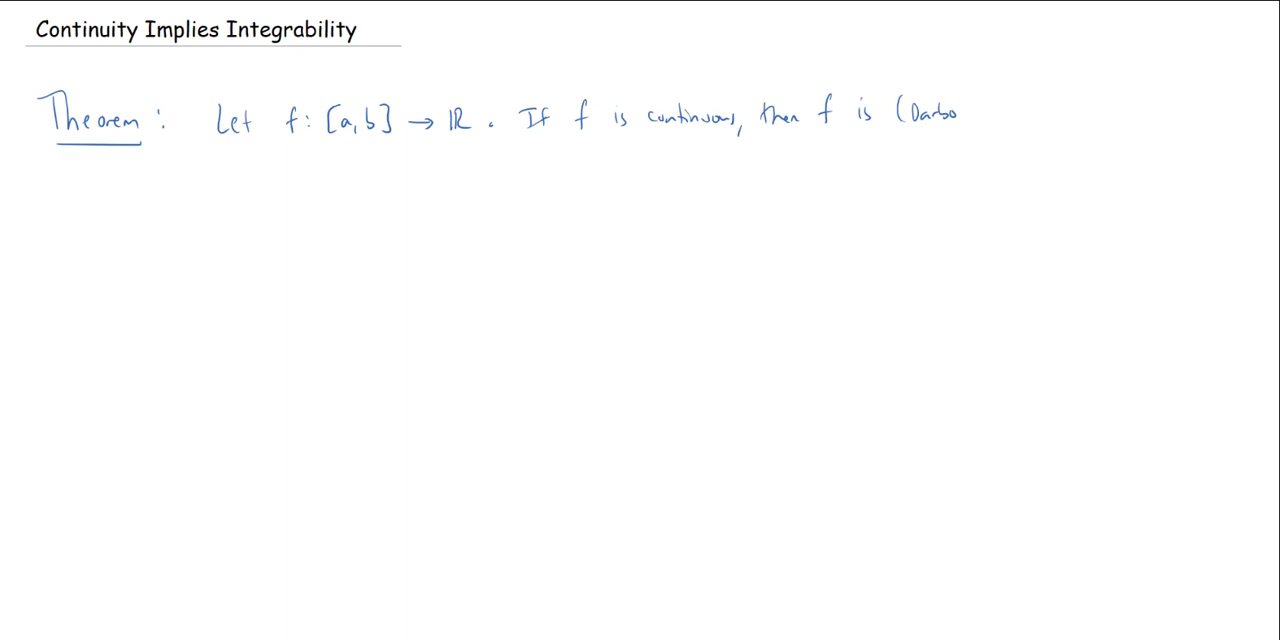 Continuity Implies Integrability
Theorem: Let f: [a,b] → ℝ. If f is continuous, then f is (Darbo